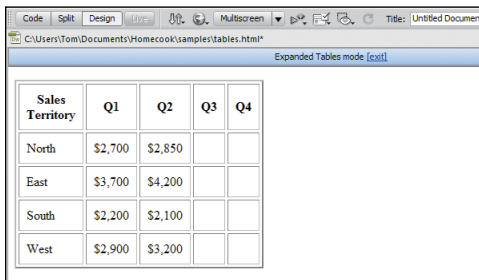 Code Split Design Live Multiscreen Title: Untitled Documen
C:\Users\Tom\Documents\Homecook\samples\tables.html*
Expanded Tables mode [exit]
Sales Territory Q1 Q2 Q3 Q4
North $2,700 $2,850
East $3,700 $4,200
South $2,200 $2,100
West $2,900 $3,200